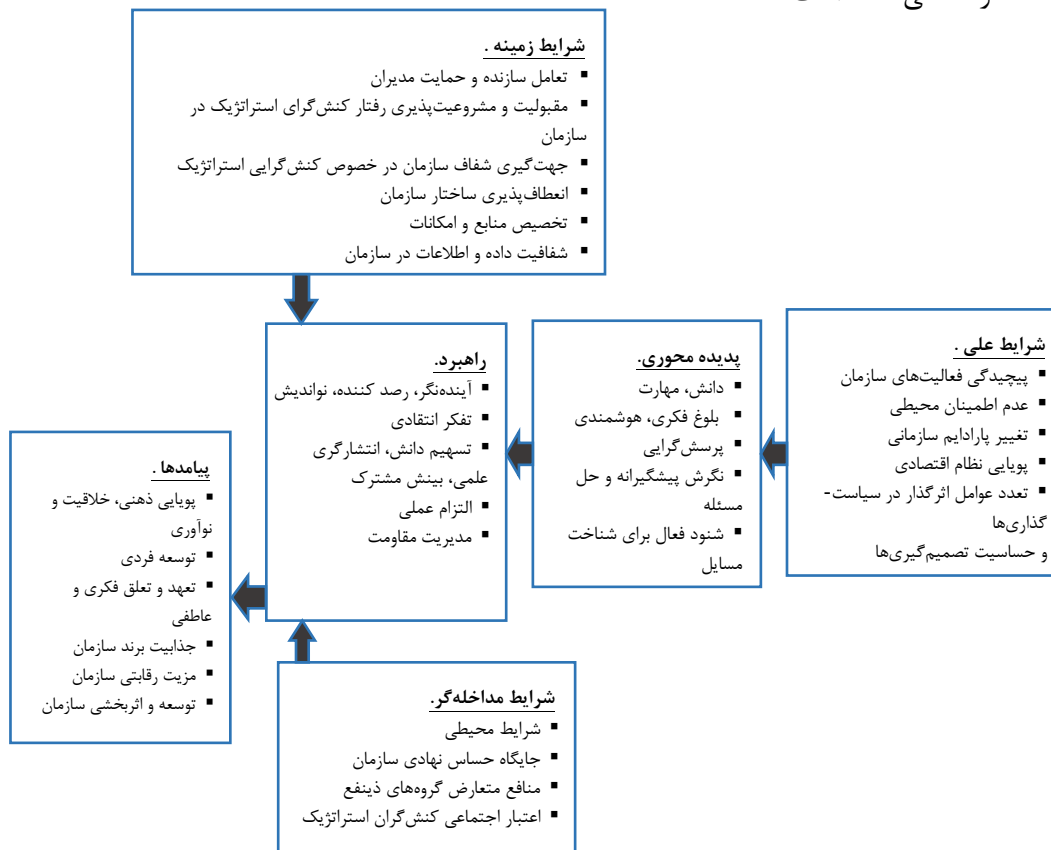 شرایط زمینه .
▪ تعامل سازنده و حمایت مدیران
▪ مقبولیت و مشروعیت‌پذیری رفتار کنش‌گرای استراتژیک در
سازمان
▪ جهت‌گیری شفاف سازمان در خصوص کنش‌گرایی استراتژیک
▪ انعطاف‌پذیری ساختار سازمان
▪ تخصیص منابع و امکانات
▪ شفافیت داده و اطلاعات در سازمان
شرایط علی .
▪ پیچیدگی فعالیت‌های سازمان
▪ عدم اطمینان محیطی
▪ تغییر پارادایم سازمانی
▪ پویایی نظام اقتصادی
▪ تعدد عوامل اثرگذار در سیاست-
گذاری‌ها
و حساسیت تصمیم‌گیری‌ها
پدیده محوری.
▪ دانش، مهارت
▪ بلوغ فکری، هوشمندی
▪ پرسش‌گرایی
▪ نگرش پیشگیرانه و حل
مسئله
▪ شنود فعال برای شناخت
مسایل
راهبرد.
▪ آینده‌نگر، رصد کننده، نواندیش
▪ تفکر انتقادی
▪ تسهیم دانش، انتشارگری
علمی، بینش مشترک
▪ التزام عملی
▪ مدیریت مقاومت
پیامدها .
▪ پویایی ذهنی، خلاقیت و
نوآوری
▪ توسعه فردی
▪ تعهد و تعلق فکری و
عاطفی
▪ جذابیت برند سازمان
▪ مزیت رقابتی سازمان
▪ توسعه و اثربخشی سازمان
شرایط مداخله‌گر.
▪ شرایط محیطی
▪ جایگاه حساس نهادی سازمان
▪ منافع متعارض گروه‌های ذینفع
▪ اعتبار اجتماعی کنش‌گران استراتژیک